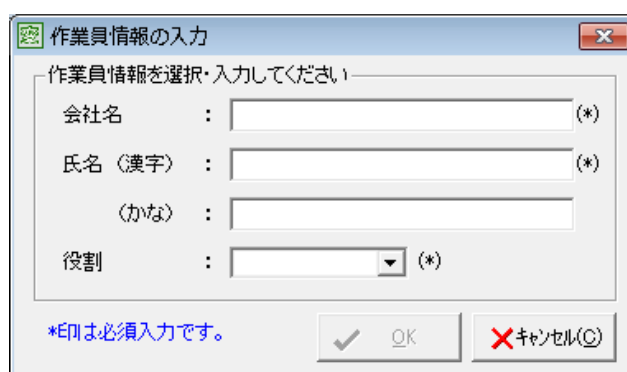 作業員情報の入力
作業員情報を選択・入力してください
会社名 : (*)
氏名（漢字） : (*)
（かな） :
役割 : (*)
*印は必須入力です。
OK
キャンセル(C)